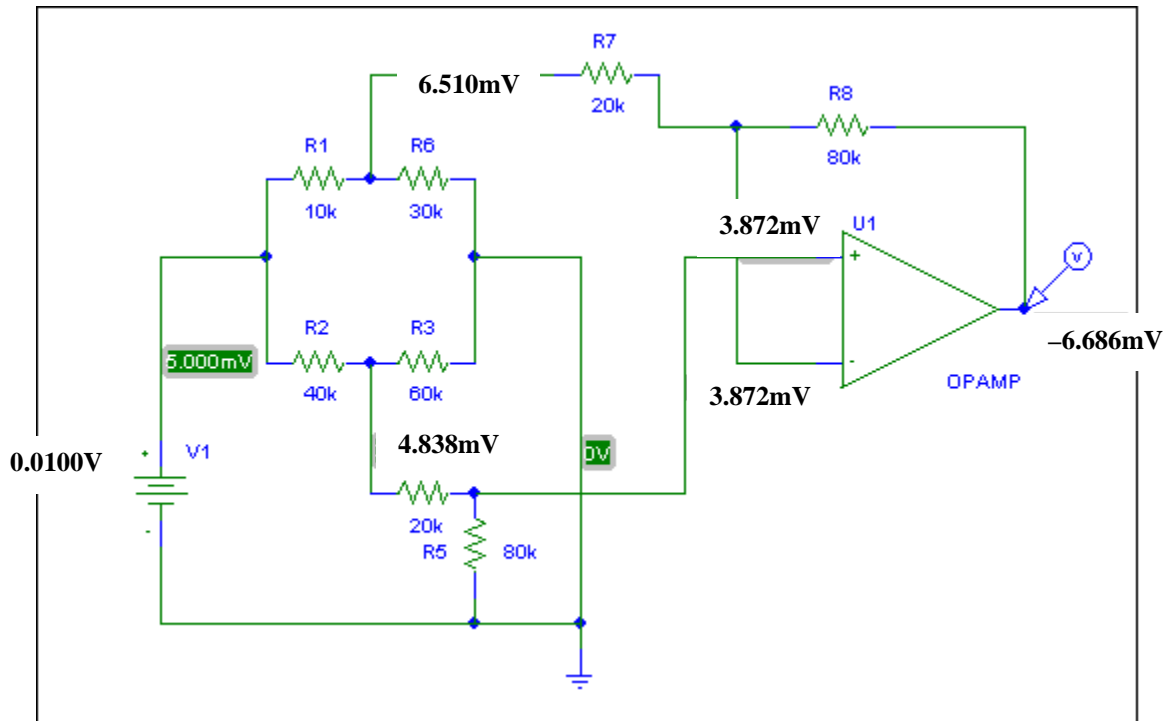 R7
6.510mV
20k
R8
80k
R1
R6
10k
30k
3.872mV
U1
+
v
R2
R3
–6.686mV
5.000mV
-
40k
60k
3.872mV
OPAMP
4.838mV
0.0100V
+
V1
0V
-
20k
R5
80k